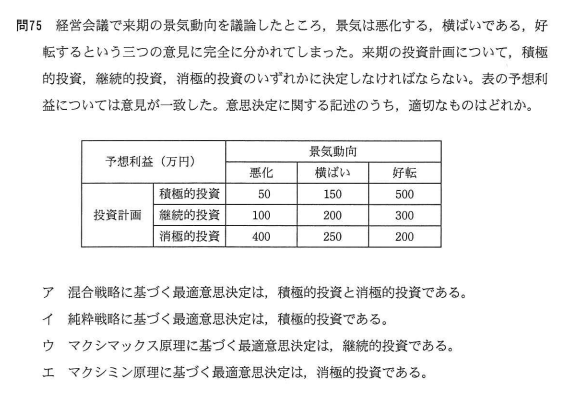 問75 経営会議で来期の景気動向を議論したところ，景気は悪化する，横ばいである，好
転するという三つの意見に完全に分かれてしまった。来期の投資計画について，積極
的投資，継続的投資，消極的投資のいずれかに決定しなければならない。表の予想利
益については意見が一致した。意思決定に関する記述のうち，適切なものはどれか。
予想利益（万円） 景気動向
悪化 横ばい 好転
投資計画 積極的投資 50 150 500
継続的投資 100 200 300
消極的投資 400 250 200
ア 混合戦略に基づく最適意思決定は，積極的投資と消極的投資である。
イ 純粋戦略に基づく最適意思決定は，積極的投資である。
ウ マクシマックス原理に基づく最適意思決定は，継続的投資である。
エ マクシミン原理に基づく最適意思決定は，消極的投資である。